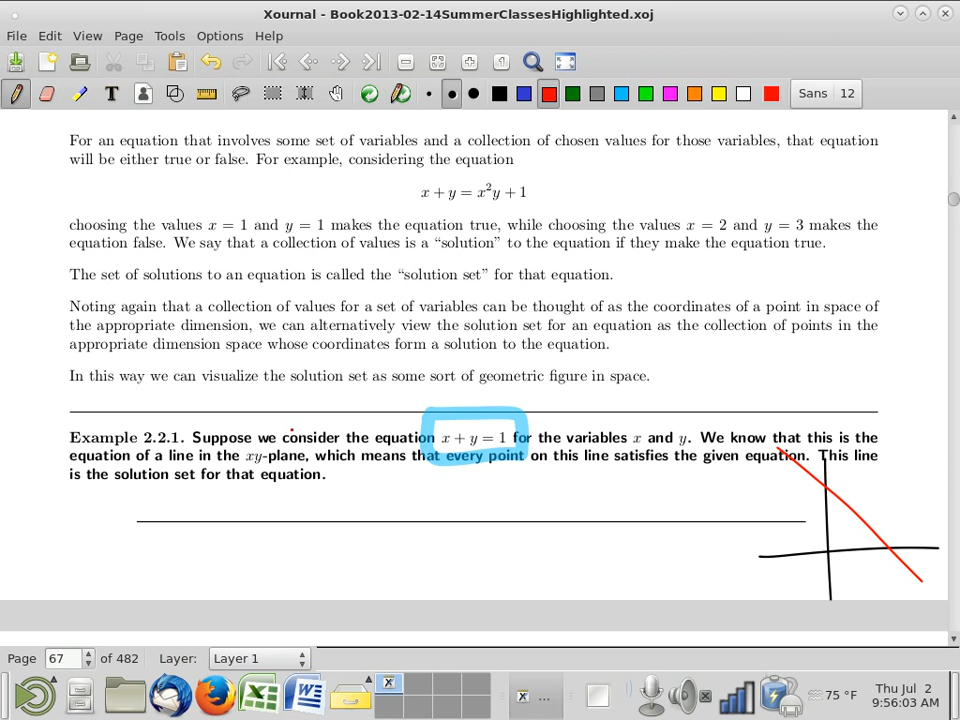 Xournal - Book2013-02-14SummerClassesHighlighted.xoj
File Edit View Page Tools Options Help
T Sans 12
For an equation that involves some set of variables and a collection of chosen values for those variables, that equation
will be either true or false. For example, considering the equation
x + y = x²y + 1
choosing the values x = 1 and y = 1 makes the equation true, while choosing the values x = 2 and y = 3 makes the
equation false. We say that a collection of values is a “solution” to the equation if they make the equation true.
The set of solutions to an equation is called the “solution set” for that equation.
Noting again that a collection of values for a set of variables can be thought of as the coordinates of a point in space of
the appropriate dimension, we can alternatively view the solution set for an equation as the collection of points in the
appropriate dimension space whose coordinates form a solution to the equation.
In this way we can visualize the solution set as some sort of geometric figure in space.
Example 2.2.1. Suppose we consider the equation x + y = 1 for the variables x and y. We know that this is the
equation of a line in the xy-plane, which means that every point on this line satisfies the given equation. This line
is the solution set for that equation.
Page 67 of 482 Layer: Layer 1
X ... 75 °F Thu Jul 2
9:56:03 AM